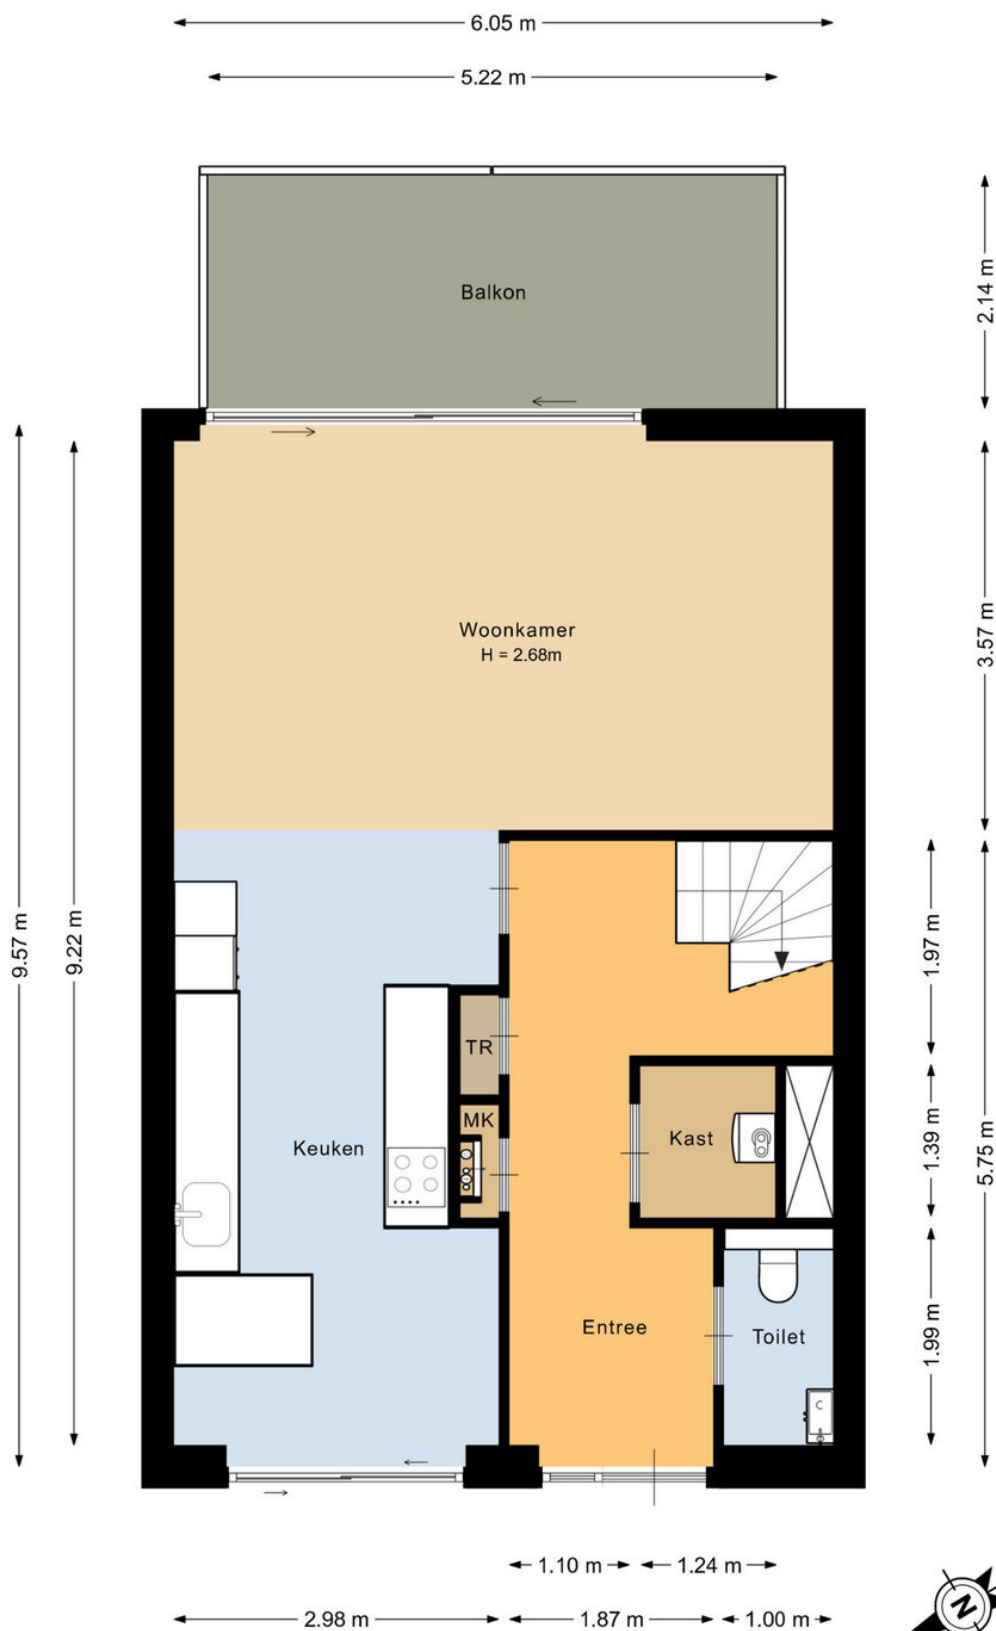 6.05 m
5.22 m
Balkon
2.14 m
Woonkamer
H = 2.68m
3.57 m
9.57 m
9.22 m
1.97 m
TR
MK
Keuken
Kast
1.39 m
5.75 m
Entree
Toilet
C
1.99 m
1.10 m
1.24 m
2.98 m
1.87 m
1.00 m
N